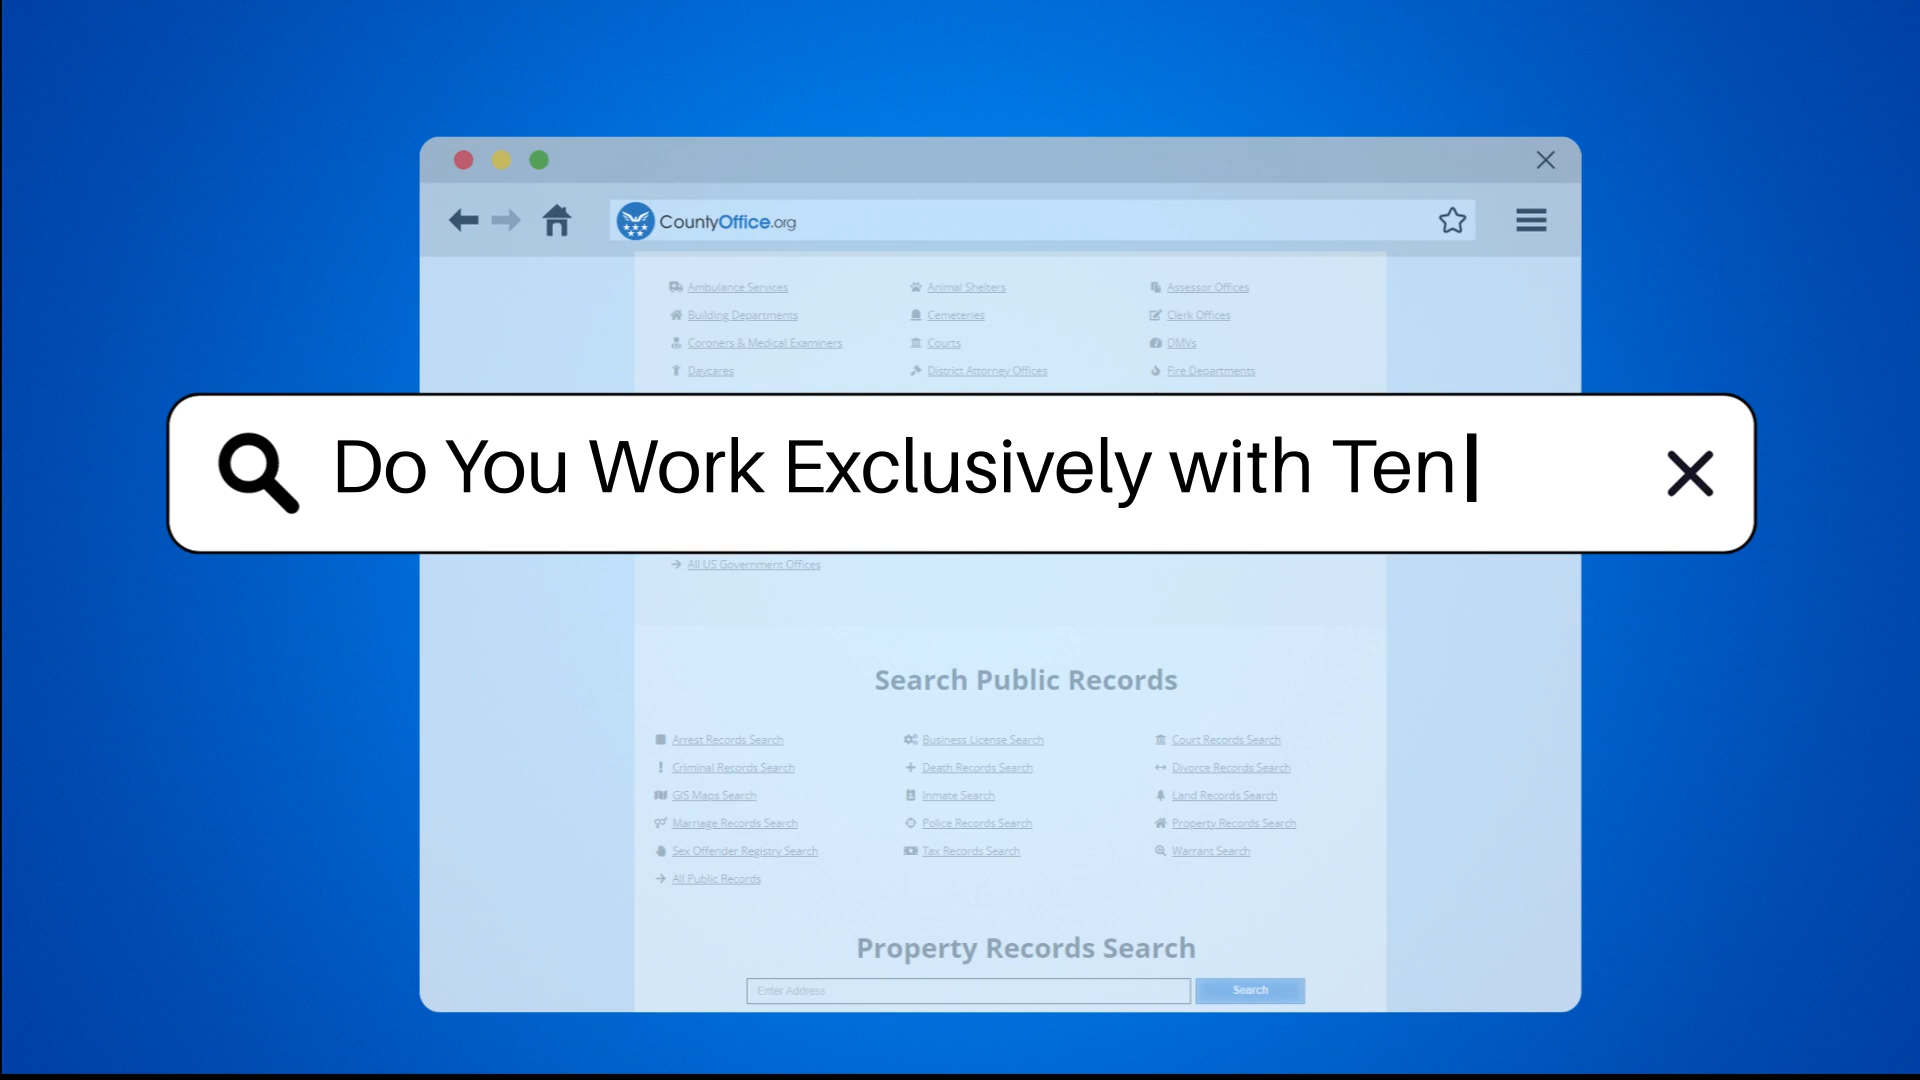 CountyOffice.org
Ambulance Services Animal Shelters Assessor Offices
Building Departments Cemeteries Clerk Offices
Coroners & Medical Examiners Courts DMVs
Daycares District Attorney Offices Fire Departments
Do You Work Exclusively with Ten
All US Government Offices
Search Public Records
Arrest Records Search Business License Search Court Records Search
Criminal Records Search Death Records Search Divorce Records Search
GIS Maps Search Inmate Search Land Records Search
Marriage Records Search Police Records Search Property Records Search
Sex Offender Registry Search Tax Records Search Warrant Search
All Public Records
Property Records Search
Enter Address Search